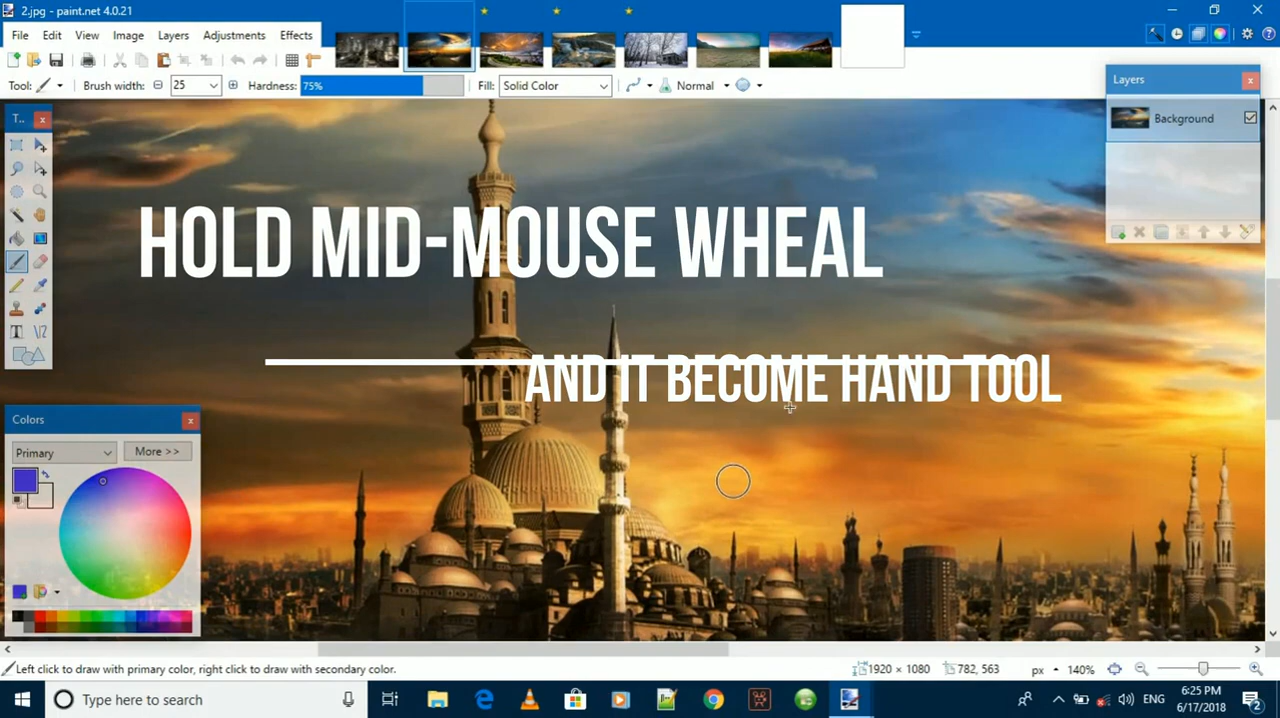 2.jpg - paint.net 4.0.21
File Edit View Image Layers Adjustments Effects
Tool: Brush width: 25 Hardness: 75% Fill: Solid Color Normal
T..
Layers
Background
HOLD MID-MOUSE WHEAL
AND IT BECOME HAND TOOL
Colors
Primary More >>
Left click to draw with primary color, right click to draw with secondary color. 1920 × 1080 782, 563 px 140%
Type here to search ENG 6:25 PM
6/17/2018 2